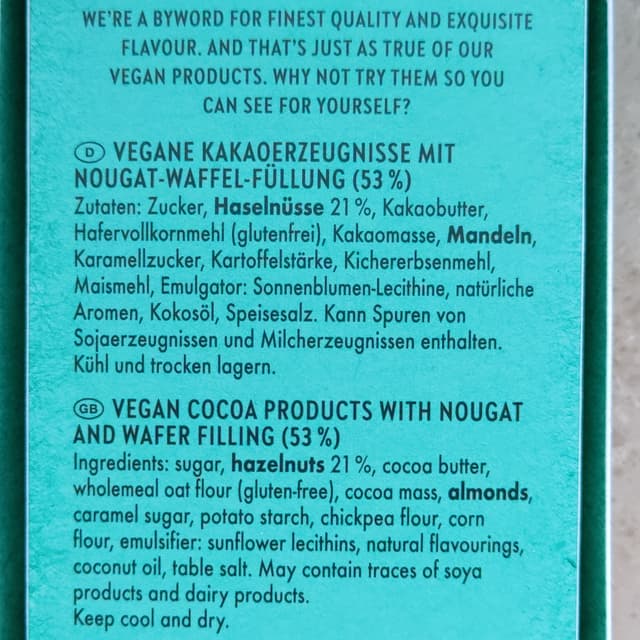 WE'RE A BYWORD FOR FINEST QUALITY AND EXQUISITE
FLAVOUR. AND THAT'S JUST AS TRUE OF OUR
VEGAN PRODUCTS. WHY NOT TRY THEM SO YOU
CAN SEE FOR YOURSELF?
D VEGANE KAKAOERZEUGNISSE MIT
NOUGAT-WAFFEL-FÜLLUNG (53 %)
Zutaten: Zucker, Haselnüsse 21 %, Kakaobutter,
Hafervollkornmehl (glutenfrei), Kakaomasse, Mandeln,
Karamellzucker, Kartoffelstärke, Kichererbsenmehl,
Maismehl, Emulgator: Sonnenblumen-Lecithine, natürliche
Aromen, Kokosöl, Speisesalz. Kann Spuren von
Sojaerzeugnissen und Milcherzeugnissen enthalten.
Kühl und trocken lagern.
GB VEGAN COCOA PRODUCTS WITH NOUGAT
AND WAFER FILLING (53 %)
Ingredients: sugar, hazelnuts 21 %, cocoa butter,
wholemeal oat flour (gluten-free), cocoa mass, almonds,
caramel sugar, potato starch, chickpea flour, corn
flour, emulsifier: sunflower lecithins, natural flavourings,
coconut oil, table salt. May contain traces of soya
products and dairy products.
Keep cool and dry.